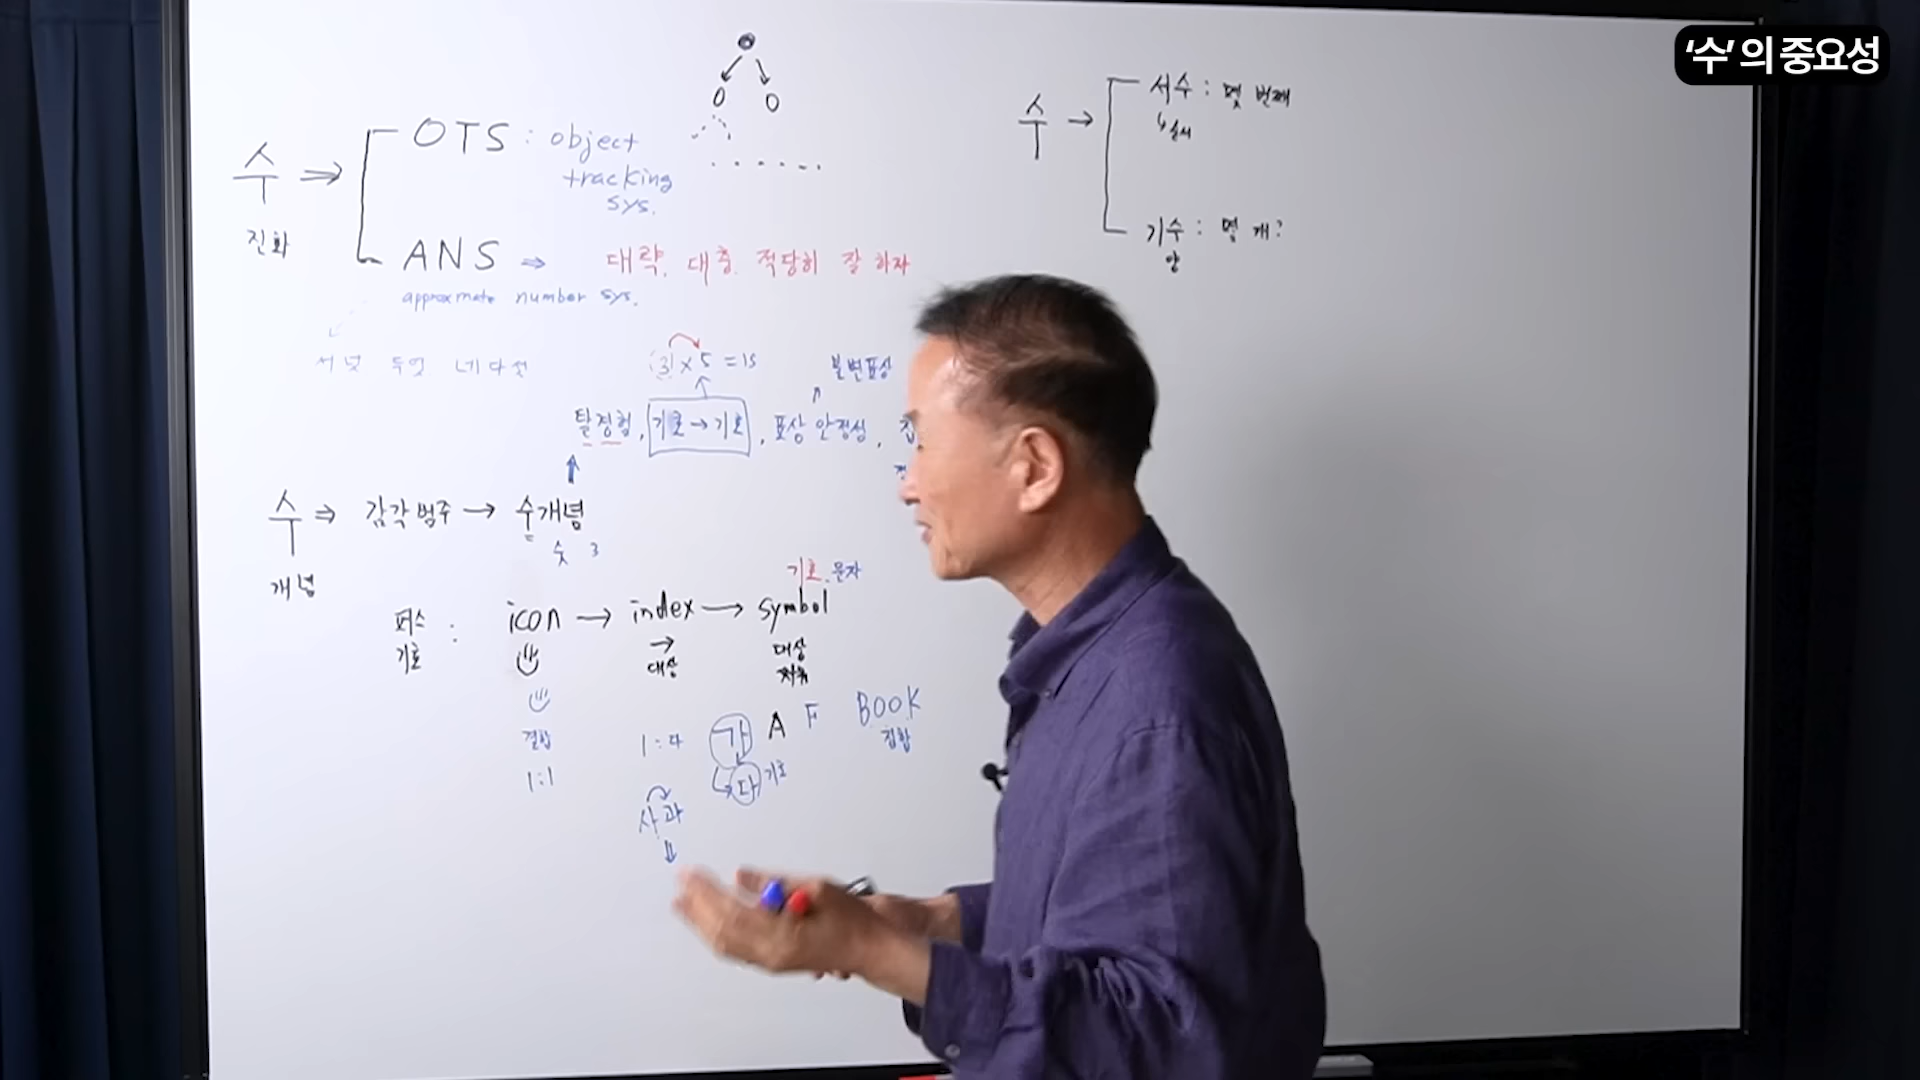 '수' 의 중요성
수 ⇒
진화
OTS : object
tracking
sys.
ANS ⇒ 대략, 대충, 적당히 잘 하자
approxmate number sys.
서넛 두엇 네다섯
수 →
서수 : 몇 번째
↳순서
기수 : 몇 개?
양
(3) x 5 = 15
불변표상
탈경험, 기호→기호, 표상 안정성,
수 ⇒ 감각범주 → 수개념
개념
숫 3
기호, 문자
퍼스 : icon → index → symbol
기호
→
대상
대상
결합
1:1
1:다
가 A F BOOK
집합
다 기호
사과
⇓